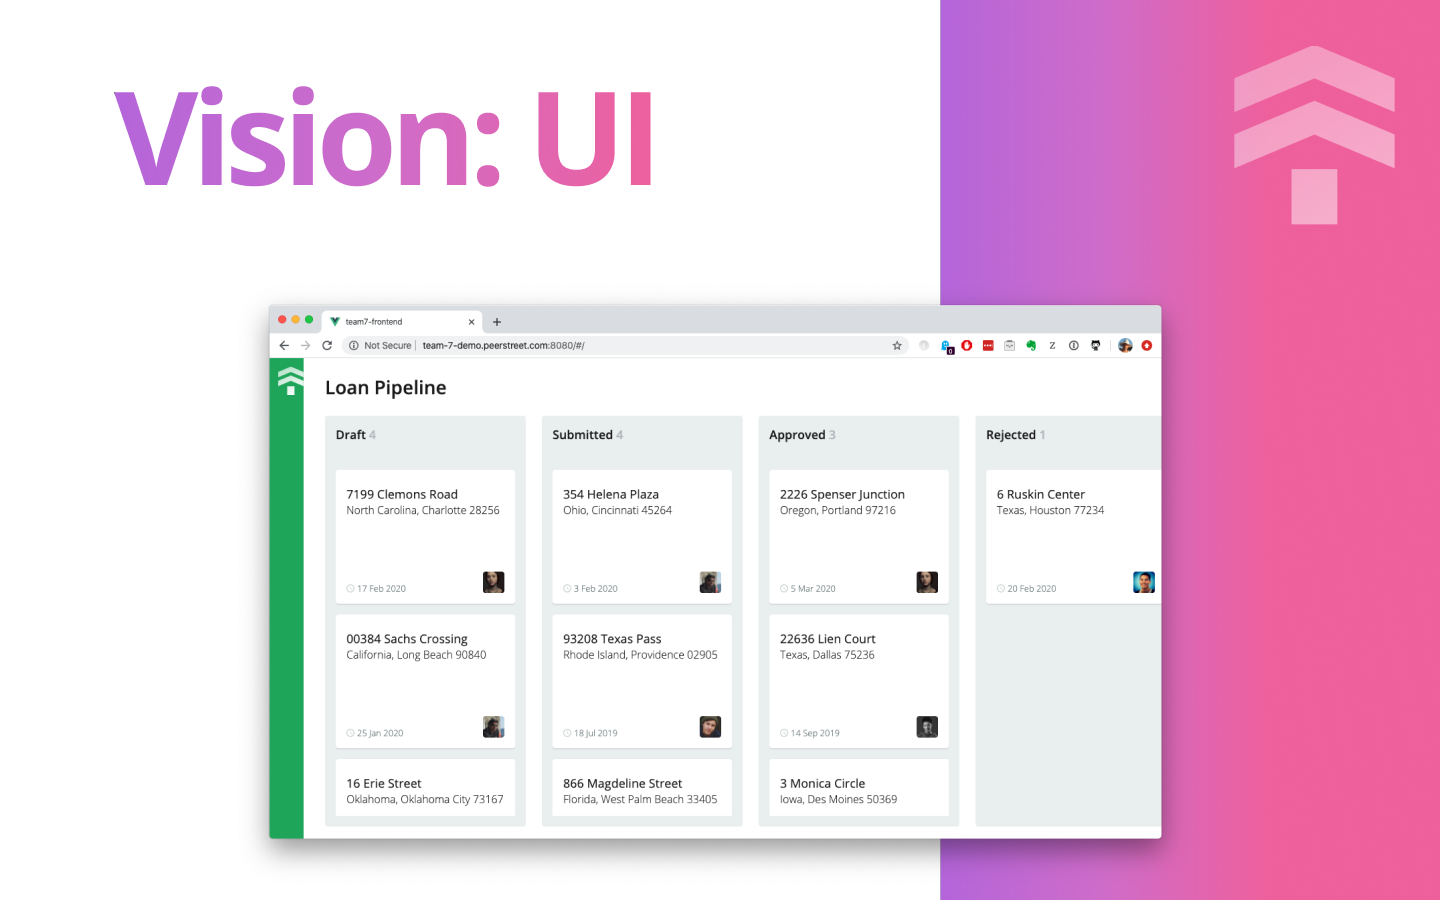 Vision: UI
team7-frontend
Not Secure team-7-demo.peerstreet.com:8080/#/
Loan Pipeline
Draft 4
7199 Clemons Road
North Carolina, Charlotte 28256
17 Feb 2020
00384 Sachs Crossing
California, Long Beach 90840
25 Jan 2020
16 Erie Street
Oklahoma, Oklahoma City 73167
Submitted 4
354 Helena Plaza
Ohio, Cincinnati 45264
3 Feb 2020
93208 Texas Pass
Rhode Island, Providence 02905
18 Jul 2019
866 Magdeline Street
Florida, West Palm Beach 33405
Approved 3
2226 Spenser Junction
Oregon, Portland 97216
5 Mar 2020
22636 Lien Court
Texas, Dallas 75236
14 Sep 2019
3 Monica Circle
Iowa, Des Moines 50369
Rejected 1
6 Ruskin Center
Texas, Houston 77234
20 Feb 2020